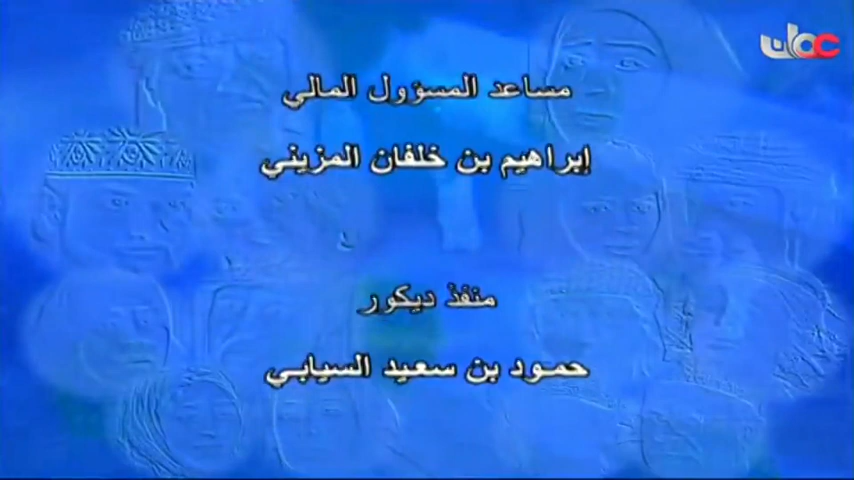 عمان
مساعد المسؤول المالي
إبراهيم بن خلفان المزيني
منفذ ديكور
حمود بن سعيد السيابي